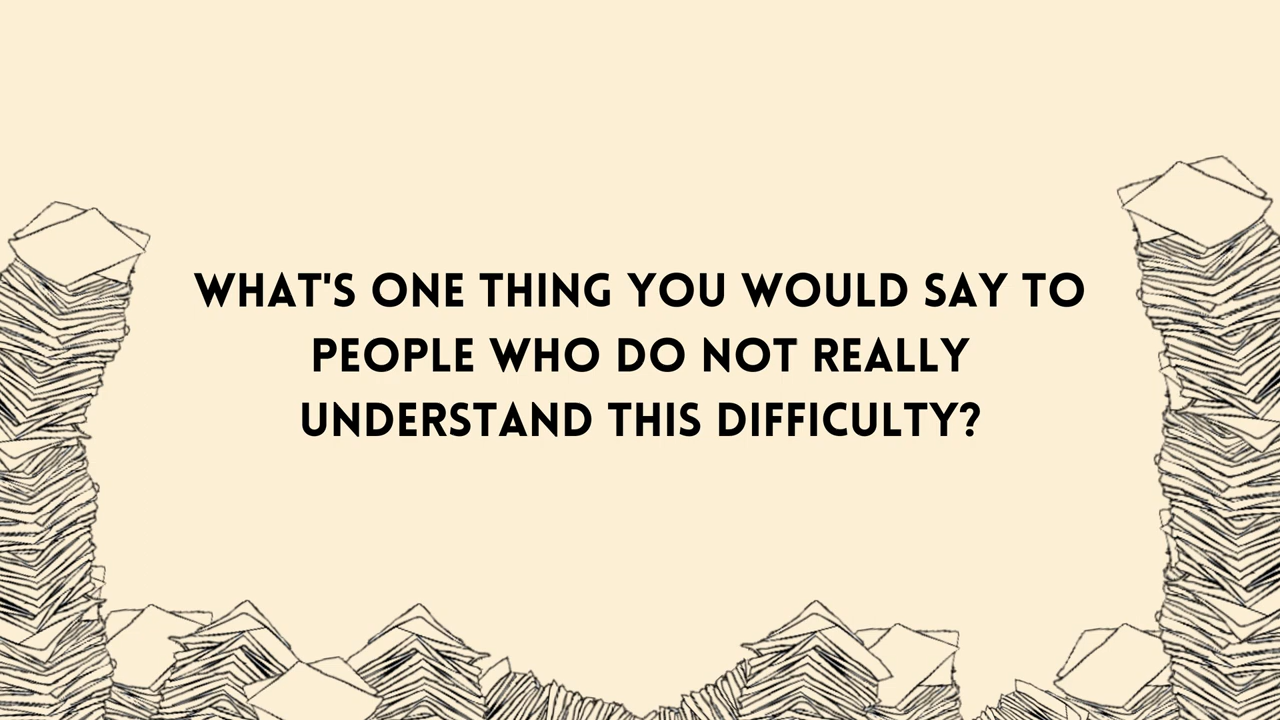 WHAT'S ONE THING YOU WOULD SAY TO
PEOPLE WHO DO NOT REALLY
UNDERSTAND THIS DIFFICULTY?